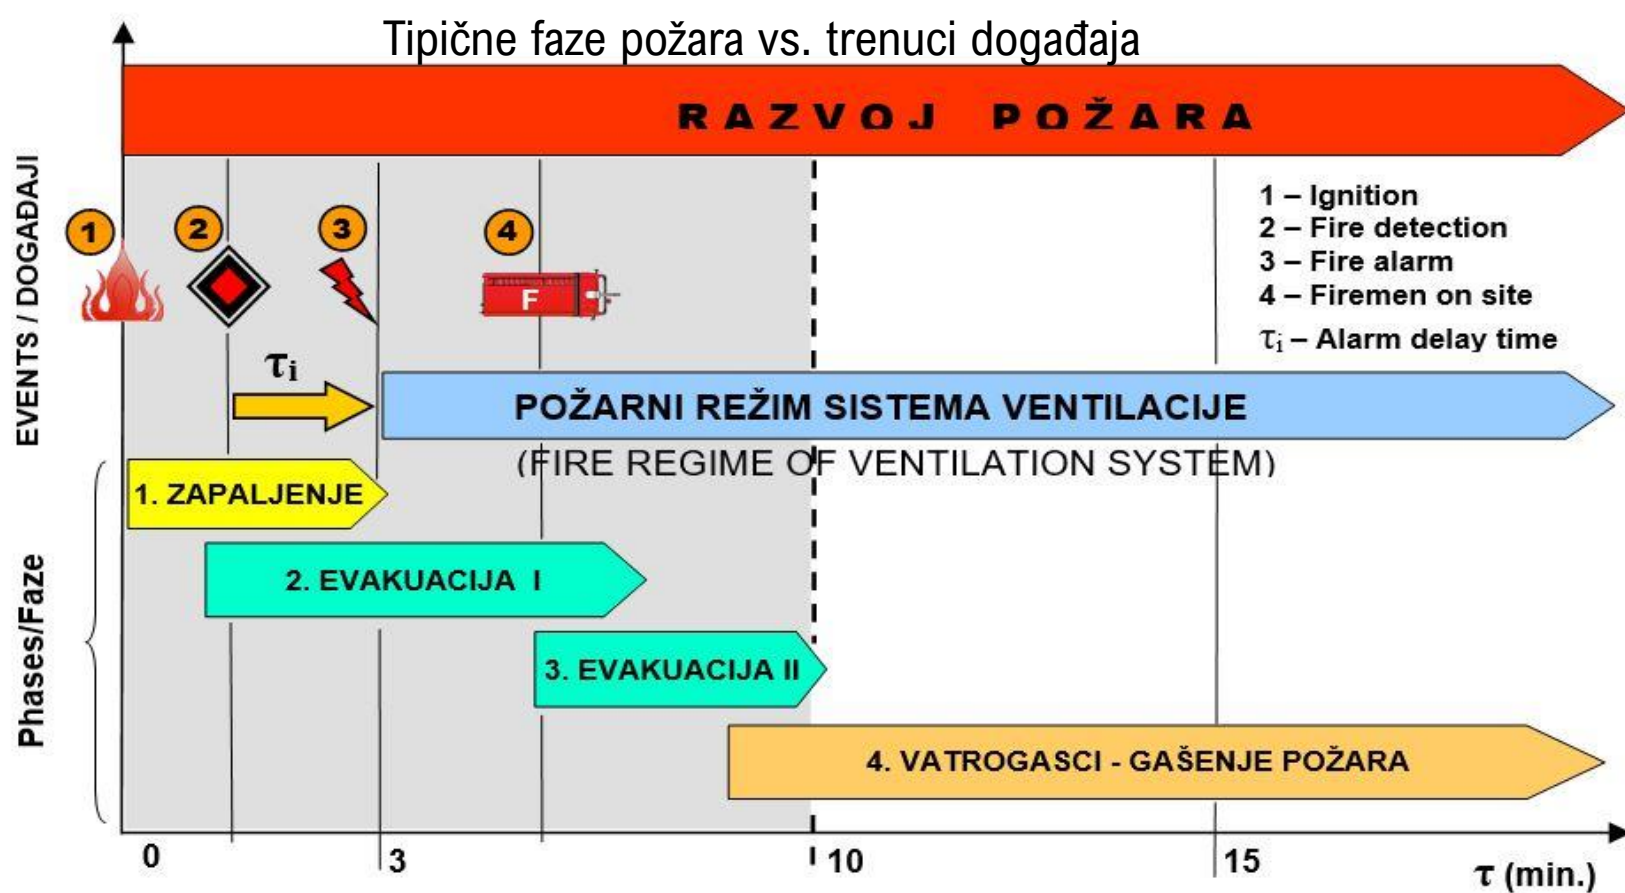 Tipične faze požara vs. trenuci događaja
RAZVOJ POŽARA
EVENTS / DOGAĐAJI
1
2
3
4
F
1 – Ignition
2 – Fire detection
3 – Fire alarm
4 – Firemen on site
τi – Alarm delay time
τi
POŽARNI REŽIM SISTEMA VENTILACIJE
(FIRE REGIME OF VENTILATION SYSTEM)
Phases/Faze
1. ZAPALJENJE
2. EVAKUACIJA I
3. EVAKUACIJA II
4. VATROGASCI - GAŠENJE POŽARA
0
3
10
15
τ (min.)